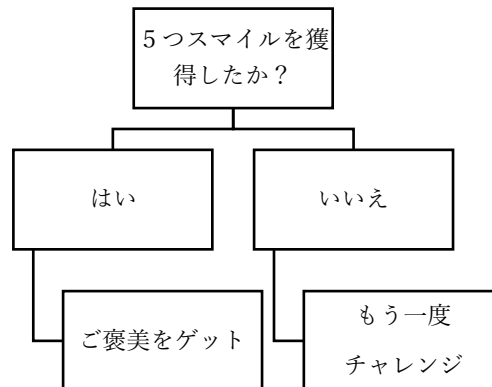 ５つスマイルを獲
得したか？
はい
いいえ
ご褒美をゲット
もう一度
チャレンジ